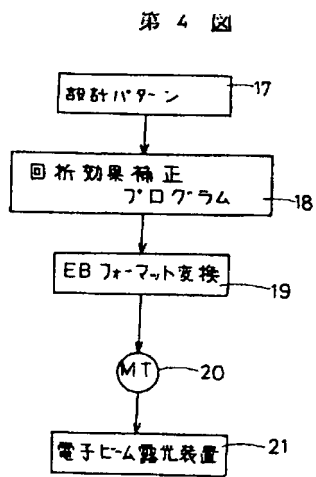 第4図
設計パターン
17
回折効果補正
プログラム
18
EBフォーマット変換
19
MT
20
電子ビーム露光装置
21